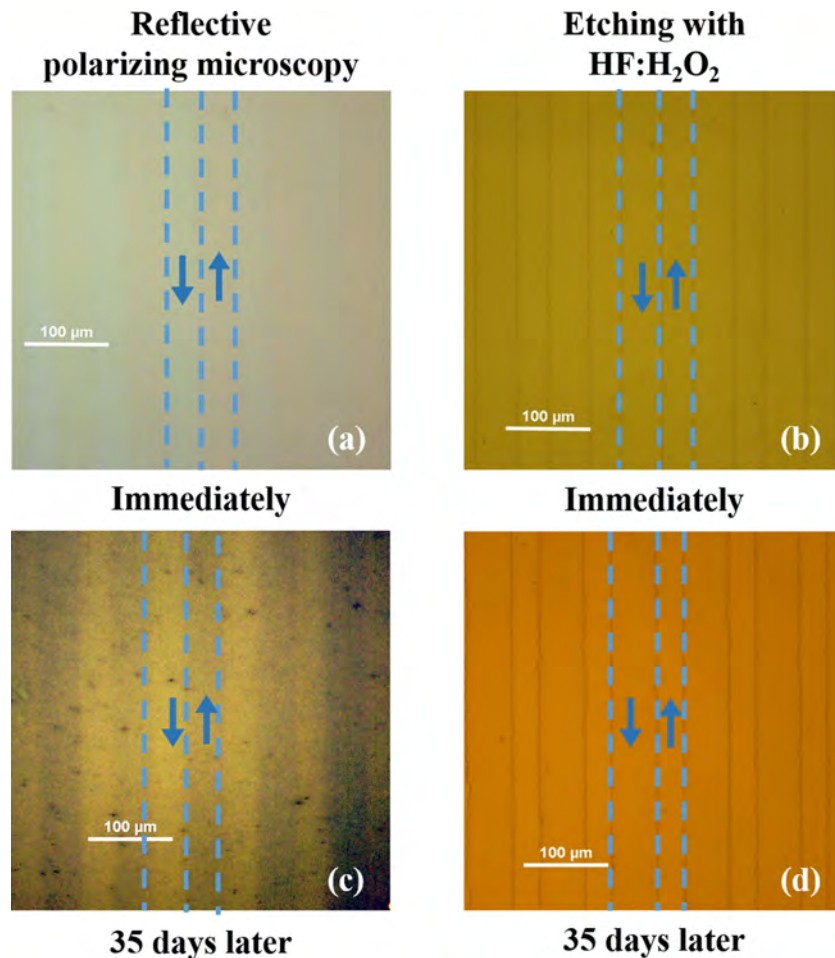 Reflective
polarizing microscopy
Etching with
HF:H₂O₂
100 µm
(a)
100 µm
(b)
Immediately
Immediately
100 µm
(c)
100 µm
(d)
35 days later
35 days later